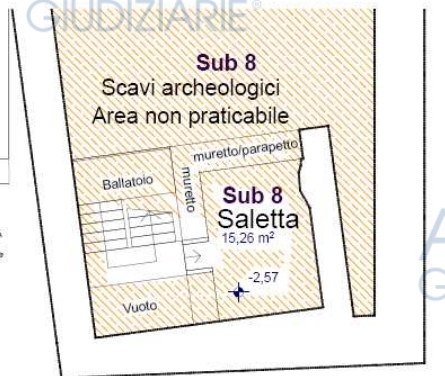 GIUDIZIARIE®
Sub 8
Scavi archeologici
Area non praticabile
muretto/parapetto
Ballatoio
muretto
Sub 8
Saletta
15,26 m²
-2,57
Vuoto